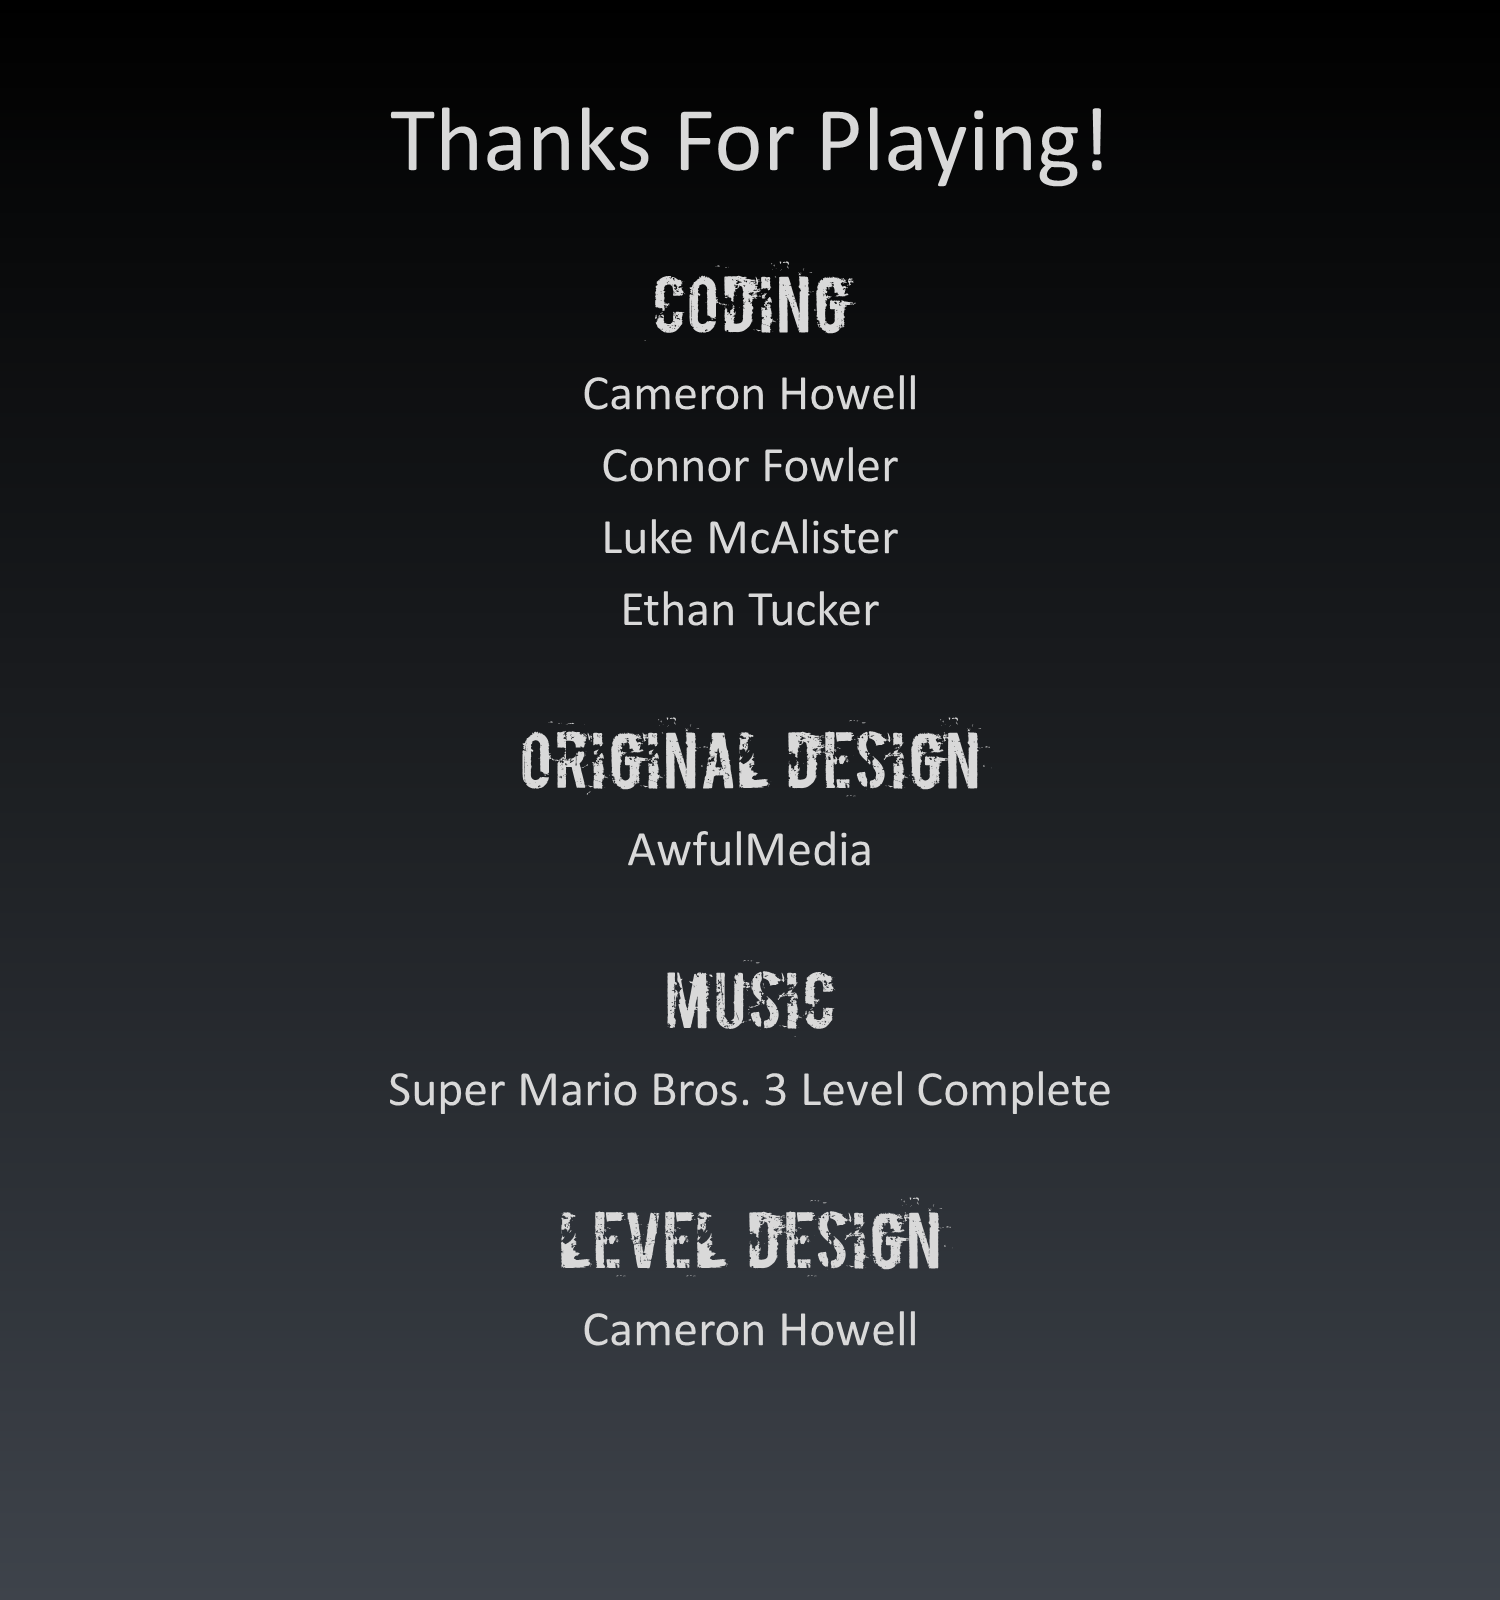 Thanks For Playing!
CODING
Cameron Howell
Connor Fowler
Luke McAlister
Ethan Tucker
ORIGINAL DESIGN
AwfulMedia
MUSIC
Super Mario Bros. 3 Level Complete
LEVEL DESIGN
Cameron Howell